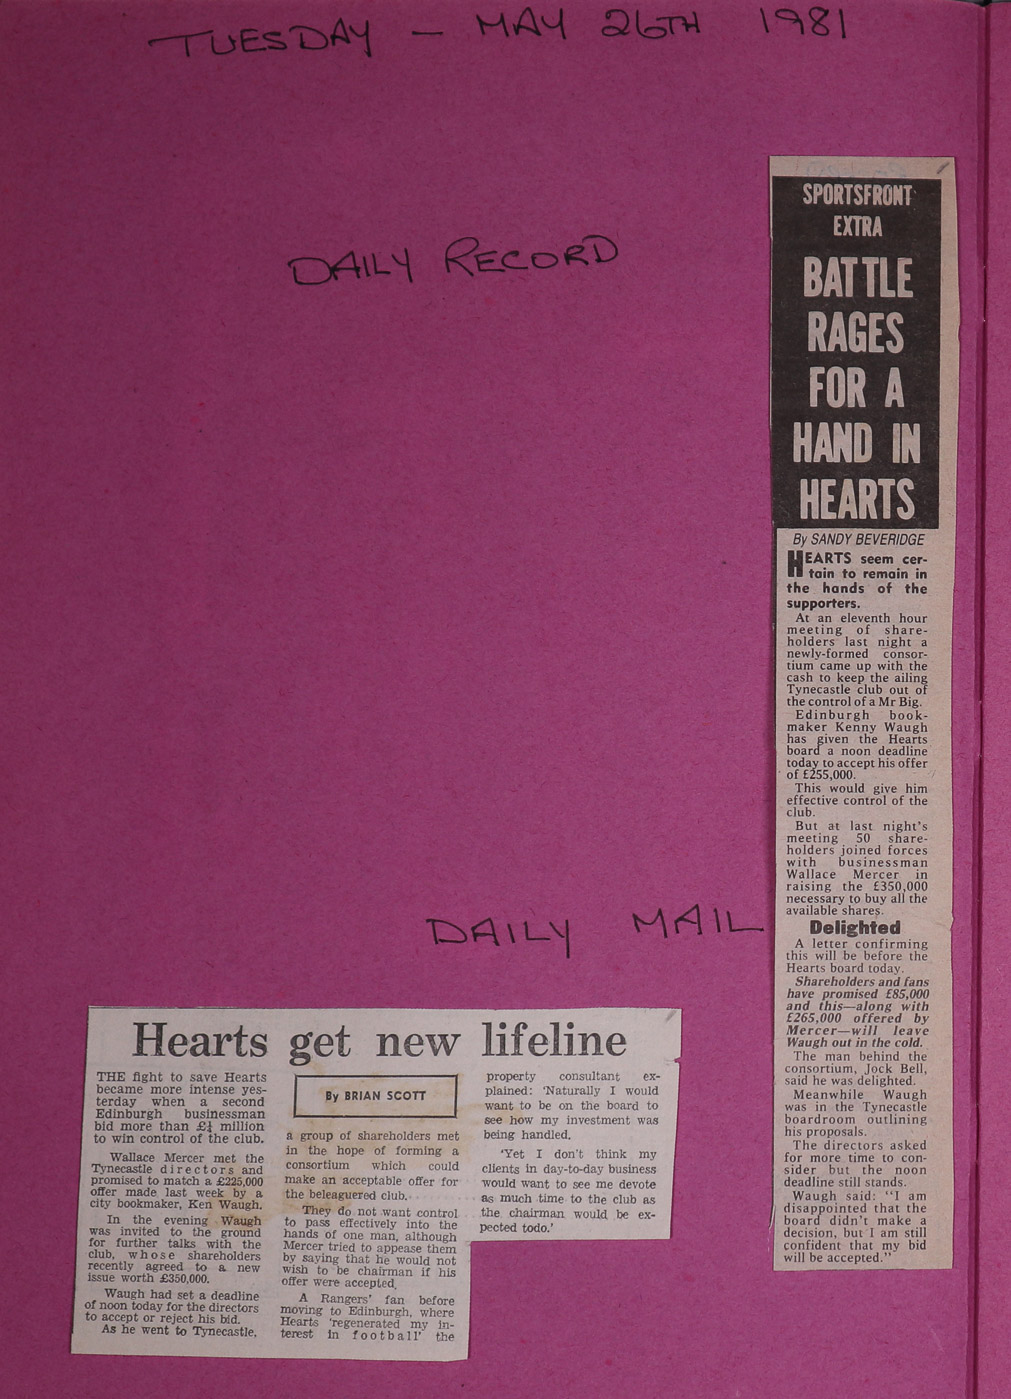 TUESDAY - MAY 26TH 1981
DAILY RECORD
SPORTSFRONT
EXTRA
BATTLE
RAGES
FOR A
HAND IN
HEARTS
By SANDY BEVERIDGE
HEARTS seem cer-
tain to remain in
the hands of the
supporters.
At an eleventh hour
meeting of share-
holders last night a
newly-formed consor-
tium came up with the
cash to keep the ailing
Tynecastle club out of
the control of a Mr Big.
Edinburgh book-
maker Kenny Waugh
has given the Hearts
board a noon deadline
today to accept his offer
of £255,000.
This would give him
effective control of the
club.
But at last night's
meeting 50 share-
holders joined forces
with businessman
Wallace Mercer in
raising the £350,000
necessary to buy all the
available shares.
Delighted
A letter confirming
this will be before the
Hearts board today.
Shareholders and fans
have promised £85,000
and this—along with
£265,000 offered by
Mercer—will leave
Waugh out in the cold.
The man behind the
consortium, Jock Bell,
said he was delighted.
Meanwhile Waugh
was in the Tynecastle
boardroom outlining
his proposals.
The directors asked
for more time to con-
sider but the noon
deadline still stands.
Waugh said: "I am
disappointed that the
board didn't make a
decision, but I am still
confident that my bid
will be accepted."
DAILY MAIL
Hearts get new lifeline
THE fight to save Hearts
became more intense yes-
terday when a second
Edinburgh businessman
bid more than £¼ million
to win control of the club.
Wallace Mercer met the
Tynecastle directors and
promised to match a £225,000
offer made last week by a
city bookmaker, Ken Waugh.
In the evening Waugh
was invited to the ground
for further talks with the
club, whose shareholders
recently agreed to a new
issue worth £350,000.
Waugh had set a deadline
of noon today for the directors
to accept or reject his bid.
As he went to Tynecastle,
By BRIAN SCOTT
a group of shareholders met
in the hope of forming a
consortium which could
make an acceptable offer for
the beleaguered club.
They do not want control
to pass effectively into the
hands of one man, although
Mercer tried to appease them
by saying that he would not
wish to be chairman if his
offer were accepted.
A Rangers' fan before
moving to Edinburgh, where
Hearts 'regenerated my in-
terest in football' the
property consultant ex-
plained: 'Naturally I would
want to be on the board to
see how my investment was
being handled.
'Yet I don't think my
clients in day-to-day business
would want to see me devote
as much time to the club as
the chairman would be ex-
pected todo.'